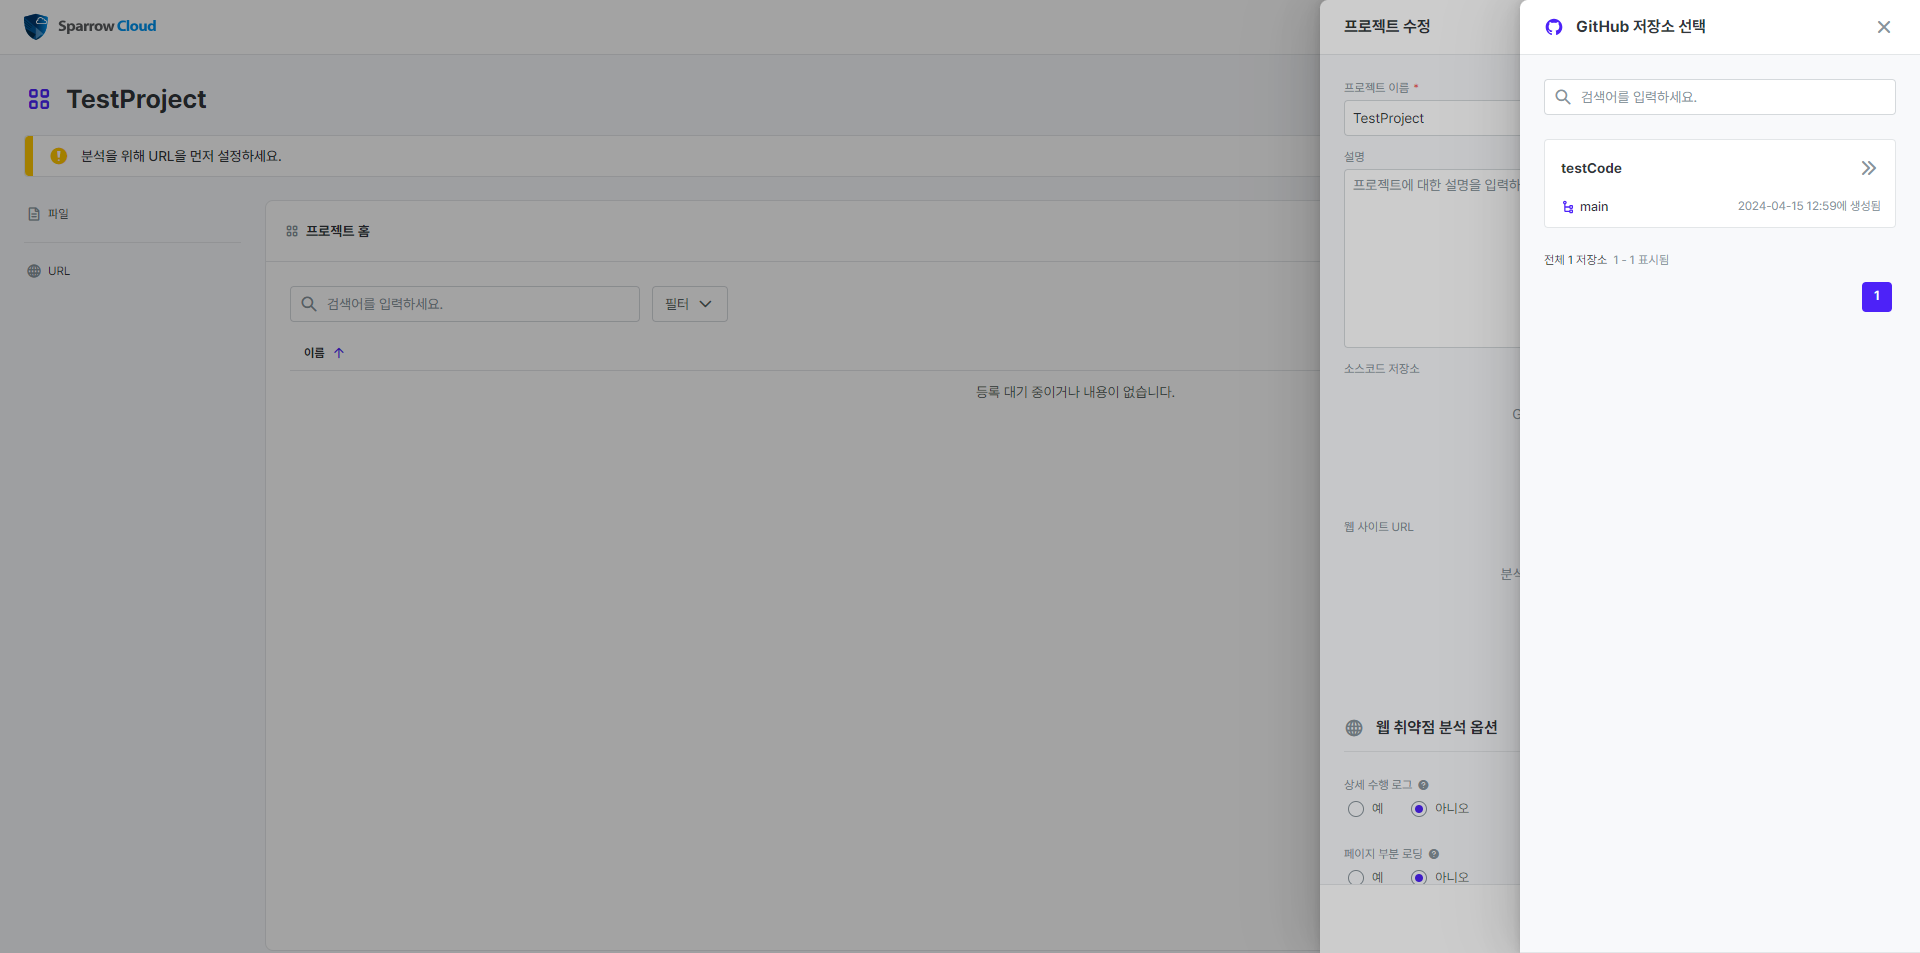 Sparrow Cloud
TestProject
분석을 위해 URL을 먼저 설정하세요.
파일
URL
프로젝트 홈
검색어를 입력하세요.
필터
이름
등록 대기 중이거나 내용이 없습니다.
프로젝트 수정
프로젝트 이름 *
TestProject
설명
프로젝트에 대한 설명을 입력하
소스코드 저장소
G
웹 사이트 URL
분석
웹 취약점 분석 옵션
상세 수행 로그
예 아니오
페이지 부분 로딩
예 아니오
GitHub 저장소 선택
검색어를 입력하세요.
testCode
main 2024-04-15 12:59에 생성됨
전체 1 저장소 1 - 1 표시됨
1